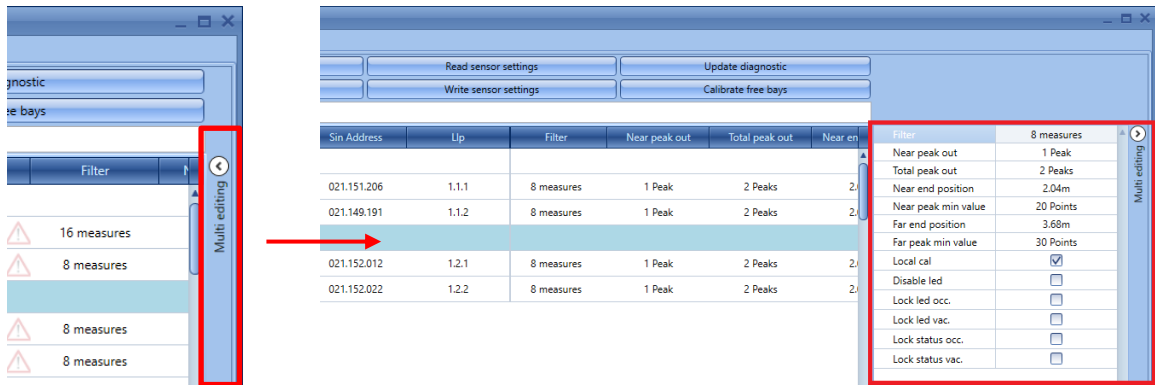 gnostic
ee bays
Filter N
16 measures
8 measures
8 measures
8 measures
Multi editing
Read sensor settings Update diagnostic
Write sensor settings Calibrate free bays
Sin Address Llp Filter Near peak out Total peak out Near en
021.151.206 1.1.1 8 measures 1 Peak 2 Peaks 2.
021.149.191 1.1.2 8 measures 1 Peak 2 Peaks 2.
021.152.012 1.2.1 8 measures 1 Peak 2 Peaks 2.
021.152.022 1.2.2 8 measures 1 Peak 2 Peaks 2.
Filter 8 measures
Near peak out 1 Peak
Total peak out 2 Peaks
Near end position 2.04m
Near peak min value 20 Points
Far end position 3.68m
Far peak min value 30 Points
Local cal
Disable led
Lock led occ.
Lock led vac.
Lock status occ.
Lock status vac.
Multi editing